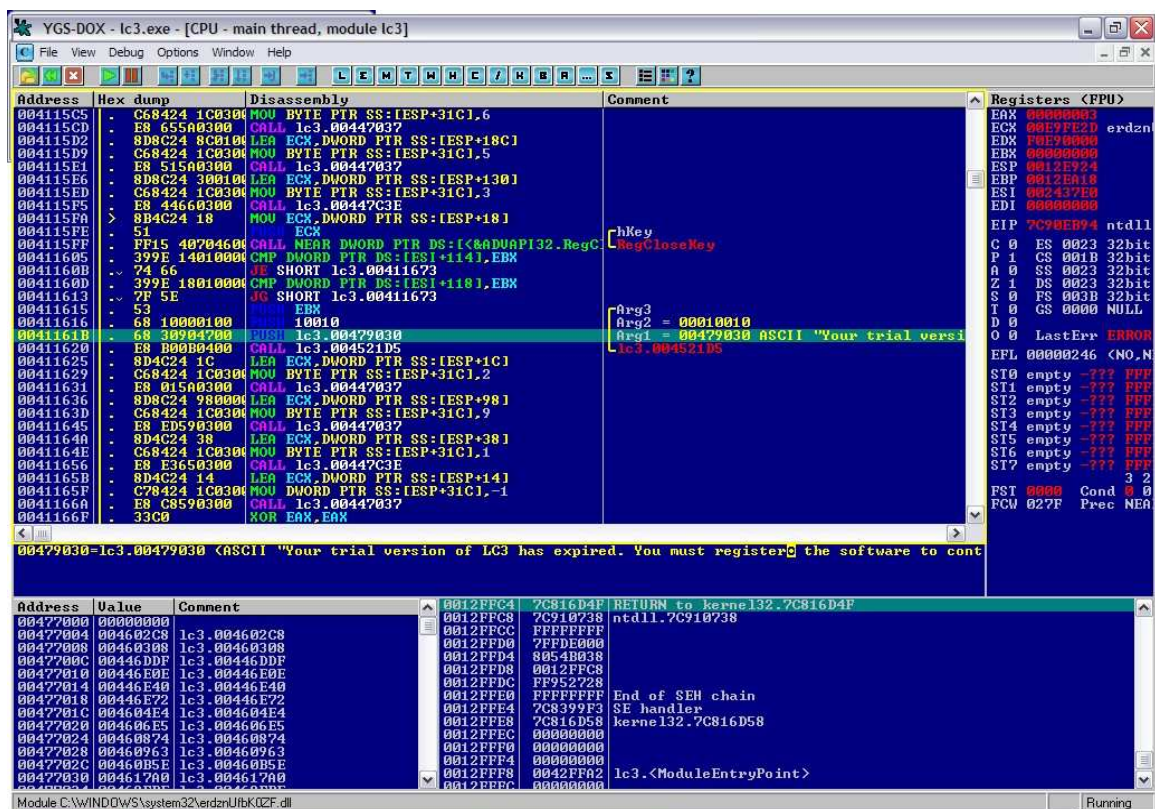 YGS-DOX - lc3.exe - [CPU - main thread, module lc3]
C File View Debug Options Window Help
L E M T W H C / K B R ... S ?
Address Hex dump Disassembly Comment
004115C5 . C68424 1C0300 MOV BYTE PTR SS:[ESP+31C],6
004115CD . E8 655A0300 CALL lc3.00447037
004115D2 . 8D8C24 8C0100 LEA ECX,DWORD PTR SS:[ESP+18C]
004115D9 . C68424 1C0300 MOV BYTE PTR SS:[ESP+31C],5
004115E1 . E8 515A0300 CALL lc3.00447037
004115E6 . 8D8C24 300100 LEA ECX,DWORD PTR SS:[ESP+130]
004115ED . C68424 1C0300 MOV BYTE PTR SS:[ESP+31C],3
004115F5 . E8 44660300 CALL lc3.00447C3E
004115FA > 8B4C24 18 MOV ECX,DWORD PTR SS:[ESP+18]
004115FE . 51 PUSH ECX hKey
004115FF . FF15 40704600 CALL NEAR DWORD PTR DS:[<&ADVAPI32.RegC] RegCloseKey
00411605 . 399E 14010000 CMP DWORD PTR DS:[ESI+114],EBX
0041160B .v 74 66 JE SHORT lc3.00411673
0041160D . 399E 18010000 CMP DWORD PTR DS:[ESI+118],EBX
00411613 .v 7F 5E JG SHORT lc3.00411673
00411615 . 53 PUSH EBX Arg3
00411616 . 68 10000100 PUSH 10010 Arg2 = 00010010
0041161B . 68 30904700 PUSH lc3.00479030 Arg1 = 00479030 ASCII "Your trial versi
00411620 . E8 B00B0400 CALL lc3.004521D5 lc3.004521D5
00411625 . 8D4C24 1C LEA ECX,DWORD PTR SS:[ESP+1C]
00411629 . C68424 1C0300 MOV BYTE PTR SS:[ESP+31C],2
00411631 . E8 015A0300 CALL lc3.00447037
00411636 . 8D8C24 980000 LEA ECX,DWORD PTR SS:[ESP+98]
0041163D . C68424 1C0300 MOV BYTE PTR SS:[ESP+31C],9
00411645 . E8 ED590300 CALL lc3.00447037
0041164A . 8D4C24 38 LEA ECX,DWORD PTR SS:[ESP+38]
0041164E . C68424 1C0300 MOV BYTE PTR SS:[ESP+31C],1
00411656 . E8 E3650300 CALL lc3.00447C3E
0041165B . 8D4C24 14 LEA ECX,DWORD PTR SS:[ESP+14]
0041165F . C78424 1C0300 MOV DWORD PTR SS:[ESP+31C],-1
0041166A . E8 C8590300 CALL lc3.00447037
0041166F . 33C0 XOR EAX,EAX
Registers (FPU)
EAX 00000003
ECX 00E9FE2D erdzn
EDX F0E90000
EBX 00000000
ESP 0012E924
EBP 0012EA18
ESI 002437E0
EDI 00000000
EIP 7C90EB94 ntdll
C 0 ES 0023 32bit
P 1 CS 001B 32bit
A 0 SS 0023 32bit
Z 1 DS 0023 32bit
S 0 FS 003B 32bit
T 0 GS 0000 NULL
D 0
O 0 LastErr ERROR
EFL 00000246 (NO,N
ST0 empty -??? FFF
ST1 empty -??? FFF
ST2 empty -??? FFF
ST3 empty -??? FFF
ST4 empty -??? FFF
ST5 empty -??? FFF
ST6 empty -??? FFF
ST7 empty -??? FFF
3 2
FST 0000 Cond 0 0
FCW 027F Prec NEA
00479030=lc3.00479030 (ASCII "Your trial version of LC3 has expired. You must register the software to cont
Address Value Comment
00477000 00000000
00477004 004602C8 lc3.004602C8
00477008 00460308 lc3.00460308
0047700C 00446DDF lc3.00446DDF
00477010 00446E0E lc3.00446E0E
00477014 00446E40 lc3.00446E40
00477018 00446E72 lc3.00446E72
0047701C 004604E4 lc3.004604E4
00477020 004606E5 lc3.004606E5
00477024 00460874 lc3.00460874
00477028 00460963 lc3.00460963
0047702C 00460B5E lc3.00460B5E
00477030 004617A0 lc3.004617A0
0012FFC4 7C816D4F RETURN to kernel32.7C816D4F
0012FFC8 7C910738 ntdll.7C910738
0012FFCC FFFFFFFF
0012FFD0 7FFDE000
0012FFD4 8054B038
0012FFD8 0012FFC8
0012FFDC FF952728
0012FFE0 FFFFFFFF End of SEH chain
0012FFE4 7C8399F3 SE handler
0012FFE8 7C816D58 kernel32.7C816D58
0012FFEC 00000000
0012FFF0 00000000
0012FFF4 00000000
0012FFF8 0042FFA2 lc3.<ModuleEntryPoint>
0012FFFC 00000000
Module C:\WINDOWS\system32\erdznUfbK0ZF.dll Running